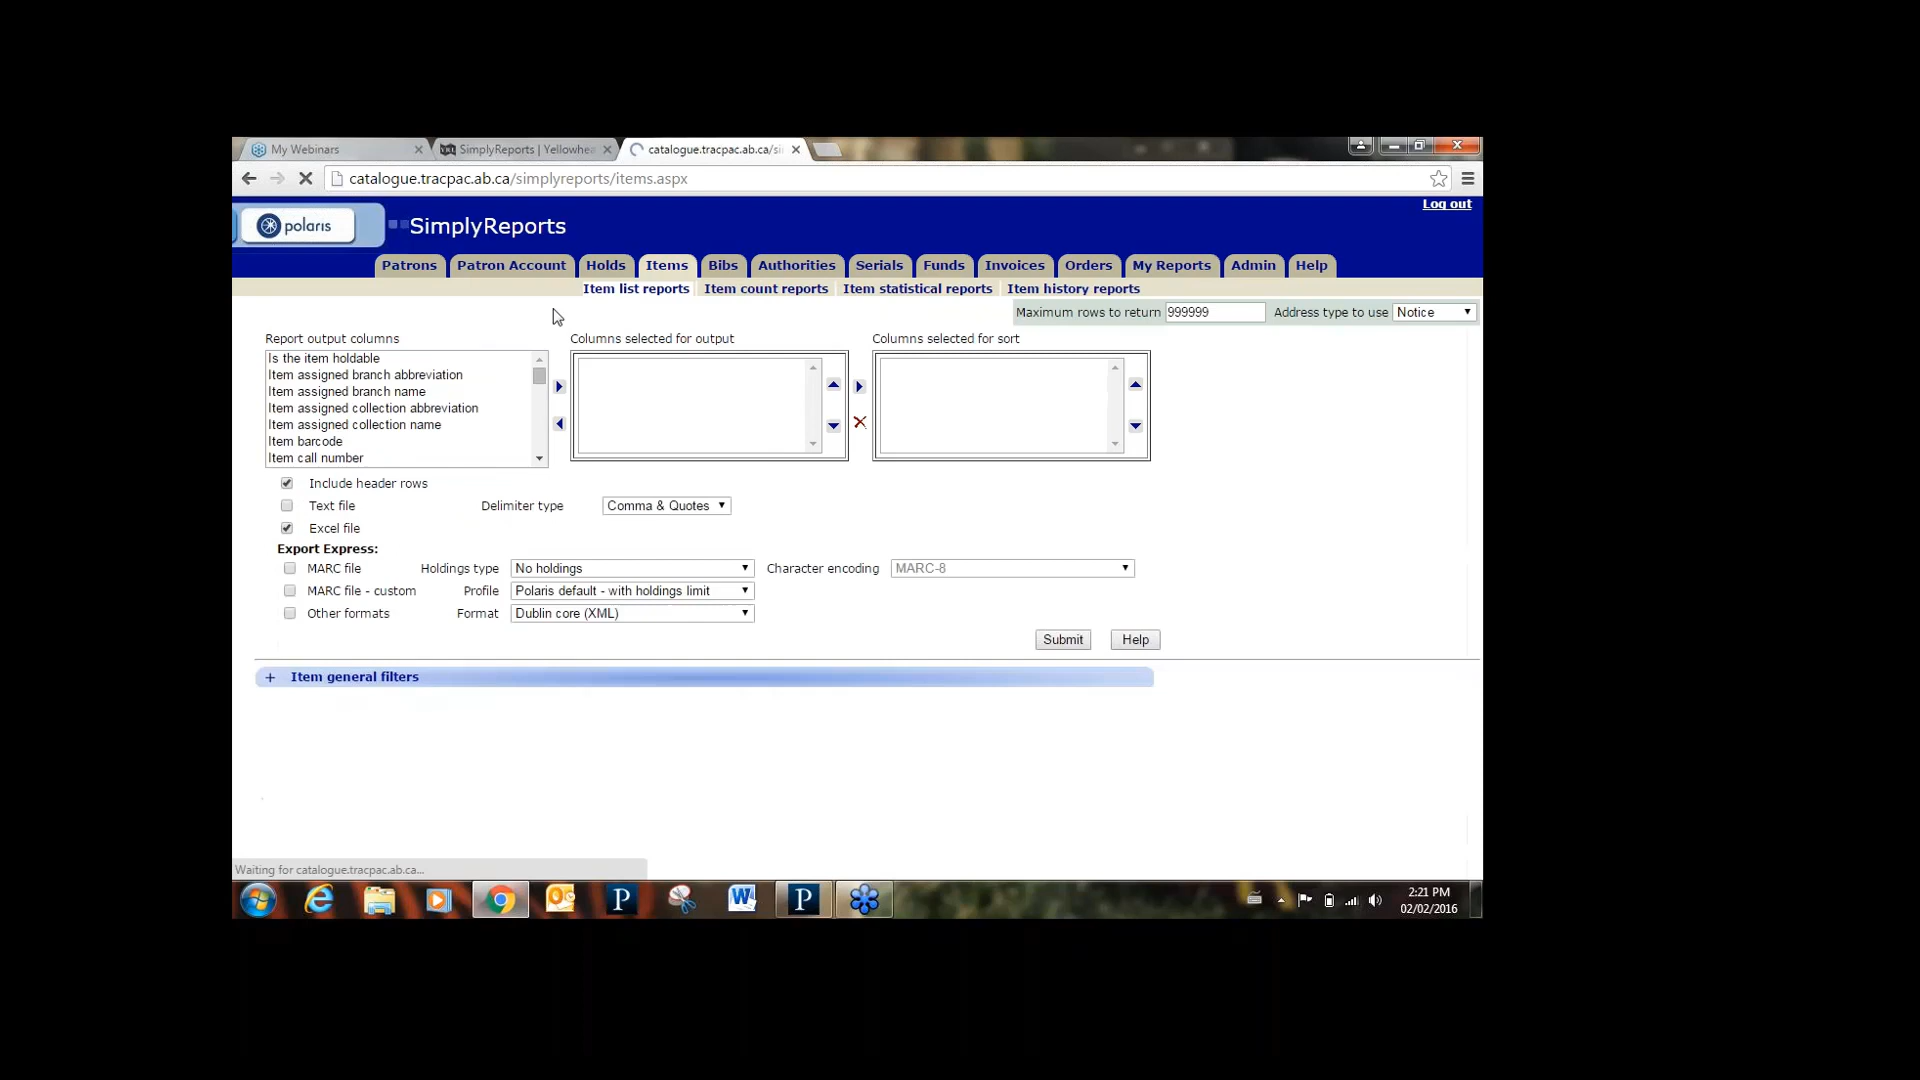 My Webinars
SimplyReports | Yellowhea
catalogue.tracpac.ab.ca/si
catalogue.tracpac.ab.ca/simplyreports/items.aspx
Log out
polaris
SimplyReports
Patrons Patron Account Holds Items Bibs Authorities Serials Funds Invoices Orders My Reports Admin Help
Item list reports Item count reports Item statistical reports Item history reports
Maximum rows to return 999999 Address type to use Notice
Report output columns Columns selected for output Columns selected for sort
Is the item holdable
Item assigned branch abbreviation
Item assigned branch name
Item assigned collection abbreviation
Item assigned collection name
Item barcode
Item call number
Include header rows
Text file Delimiter type Comma & Quotes
Excel file
Export Express:
MARC file Holdings type No holdings Character encoding MARC-8
MARC file - custom Profile Polaris default - with holdings limit
Other formats Format Dublin core (XML)
Submit Help
+ Item general filters
Waiting for catalogue.tracpac.ab.ca...
2:21 PM
02/02/2016